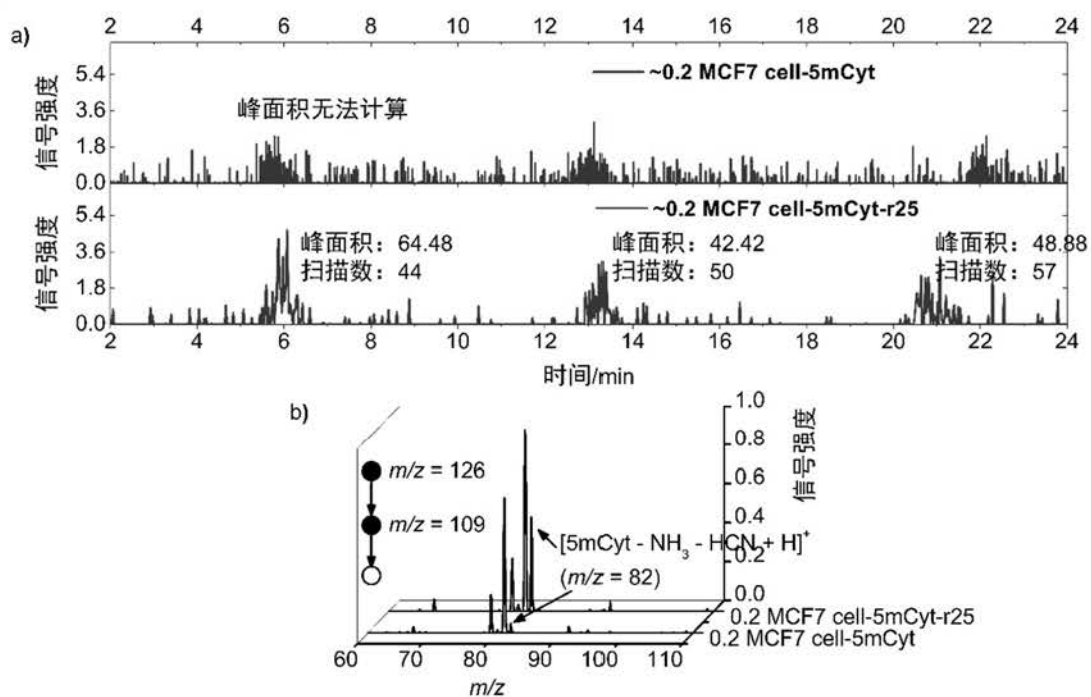 a)
2 4 6 8 10 12 14 16 18 20 22 24
5.4
3.6
1.8
0.0
信号强度
~0.2 MCF7 cell-5mCyt
峰面积无法计算
5.4
3.6
1.8
0.0
信号强度
~0.2 MCF7 cell-5mCyt-r25
峰面积：64.48
扫描数：44
峰面积：42.42
扫描数：50
峰面积：48.88
扫描数：57
2 4 6 8 10 12 14 16 18 20 22 24
时间/min
b)
m/z = 126
m/z = 109
[5mCyt - NH3 - HCN + H]+
(m/z = 82)
1.0
0.8
0.6
0.4
0.2
0.0
信号强度
0.2 MCF7 cell-5mCyt-r25
0.2 MCF7 cell-5mCyt
60 70 80 90 100 110
m/z